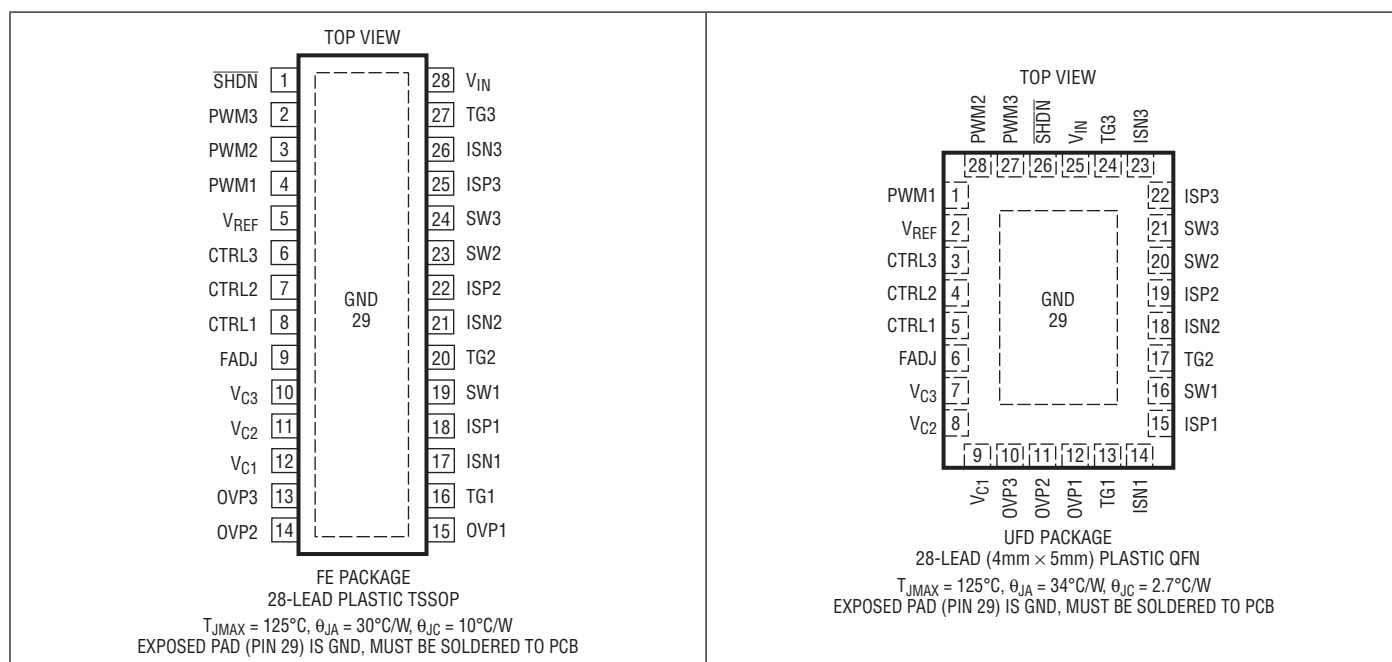 TOP VIEW
SHDN 1
PWM3 2
PWM2 3
PWM1 4
VREF 5
CTRL3 6
CTRL2 7
CTRL1 8
FADJ 9
VC3 10
VC2 11
VC1 12
OVP3 13
OVP2 14
28 VIN
27 TG3
26 ISN3
25 ISP3
24 SW3
23 SW2
22 ISP2
21 ISN2
20 TG2
19 SW1
18 ISP1
17 ISN1
16 TG1
15 OVP1
GND
29
FE PACKAGE
28-LEAD PLASTIC TSSOP
TJMAX = 125°C, θJA = 30°C/W, θJC = 10°C/W
EXPOSED PAD (PIN 29) IS GND, MUST BE SOLDERED TO PCB
TOP VIEW
PWM2 PWM3 SHDN VIN TG3 ISN3
28 27 26 25 24 23
PWM1 1
VREF 2
CTRL3 3
CTRL2 4
CTRL1 5
FADJ 6
VC3 7
VC2 8
22 ISP3
21 SW3
20 SW2
19 ISP2
18 ISN2
17 TG2
16 SW1
15 ISP1
GND
29
9 10 11 12 13 14
VC1 OVP3 OVP2 OVP1 TG1 ISN1
UFD PACKAGE
28-LEAD (4mm × 5mm) PLASTIC QFN
TJMAX = 125°C, θJA = 34°C/W, θJC = 2.7°C/W
EXPOSED PAD (PIN 29) IS GND, MUST BE SOLDERED TO PCB